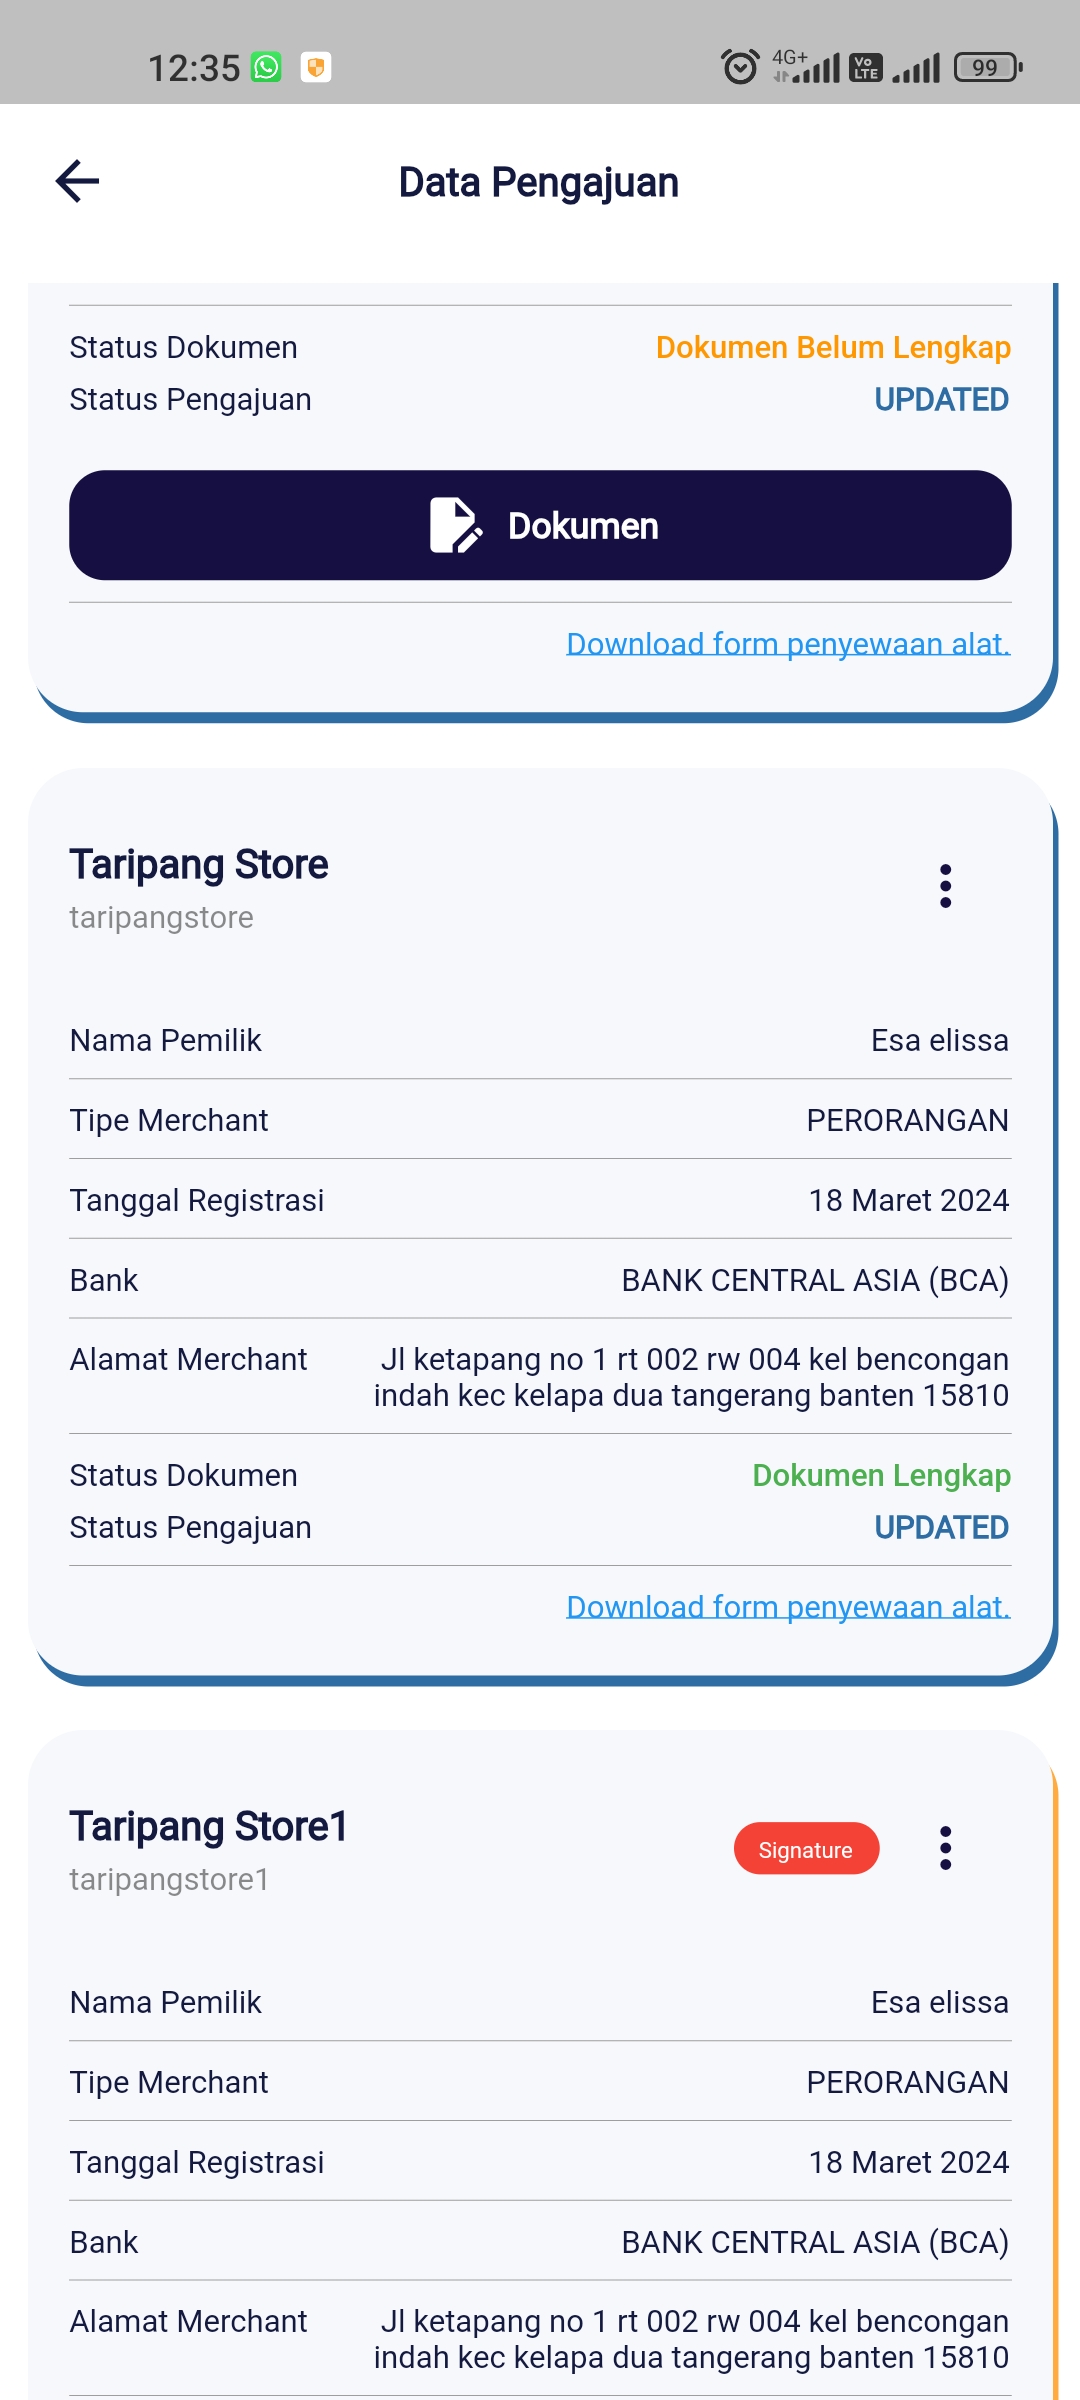 12:35
4G+
Vo LTE
99
Data Pengajuan
Status Dokumen Dokumen Belum Lengkap
Status Pengajuan UPDATED
Dokumen
Download form penyewaan alat.
Taripang Store
taripangstore
Nama Pemilik Esa elissa
Tipe Merchant PERORANGAN
Tanggal Registrasi 18 Maret 2024
Bank BANK CENTRAL ASIA (BCA)
Alamat Merchant Jl ketapang no 1 rt 002 rw 004 kel bencongan
indah kec kelapa dua tangerang banten 15810
Status Dokumen Dokumen Lengkap
Status Pengajuan UPDATED
Download form penyewaan alat.
Taripang Store1
Signature
taripangstore1
Nama Pemilik Esa elissa
Tipe Merchant PERORANGAN
Tanggal Registrasi 18 Maret 2024
Bank BANK CENTRAL ASIA (BCA)
Alamat Merchant Jl ketapang no 1 rt 002 rw 004 kel bencongan
indah kec kelapa dua tangerang banten 15810